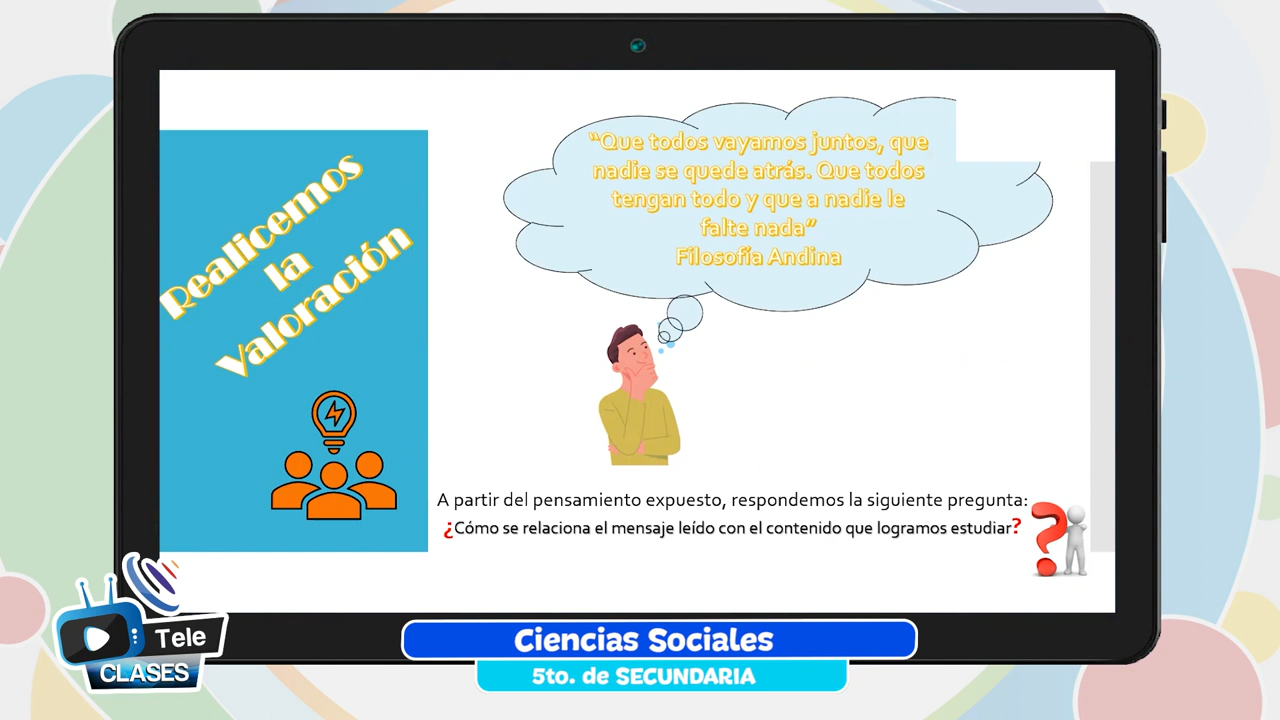 Realicemos
la
Valoración
“Que todos vayamos juntos, que
nadie se quede atrás. Que todos
tengan todo y que a nadie le
falte nada”
Filosofía Andina
A partir del pensamiento expuesto, respondemos la siguiente pregunta:
¿Cómo se relaciona el mensaje leído con el contenido que logramos estudiar?
Tele
CLASES
Ciencias Sociales
5to. de SECUNDARIA